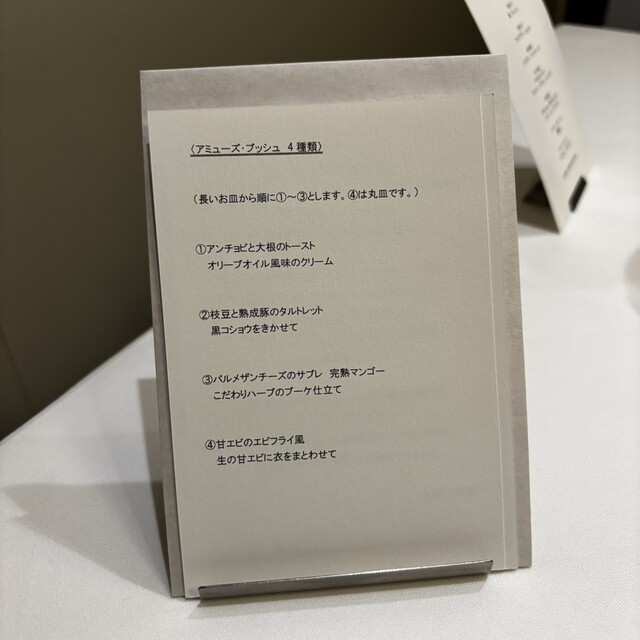 〈アミューズ・ブッシュ 4種類〉
（長いお皿から順に①～③とします。④は丸皿です。）
①アンチョビと大根のトースト
オリーブオイル風味のクリーム
②枝豆と熟成豚のタルトレット
黒コショウをきかせて
③パルメザンチーズのサブレ 完熟マンゴー
こだわりハーブのブーケ仕立て
④甘エビのエビフライ風
生の甘エビに衣をまとわせて